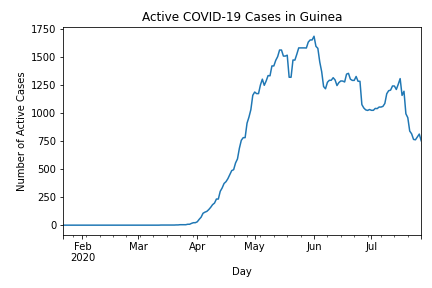 Active COVID-19 Cases in Guinea
Number of Active Cases
1750
1500
1250
1000
750
500
250
0
Feb Mar Apr May Jun Jul
2020
Day